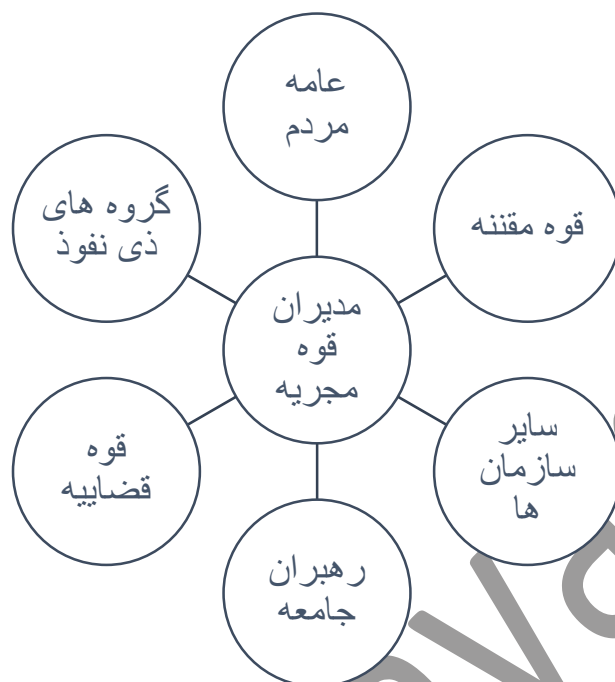 عامه
مردم
قوه مقننه
سایر
سازمان
ها
رهبران
جامعه
قوه
قضاییه
گروه های
ذی نفوذ
مدیران
قوه
مجریه